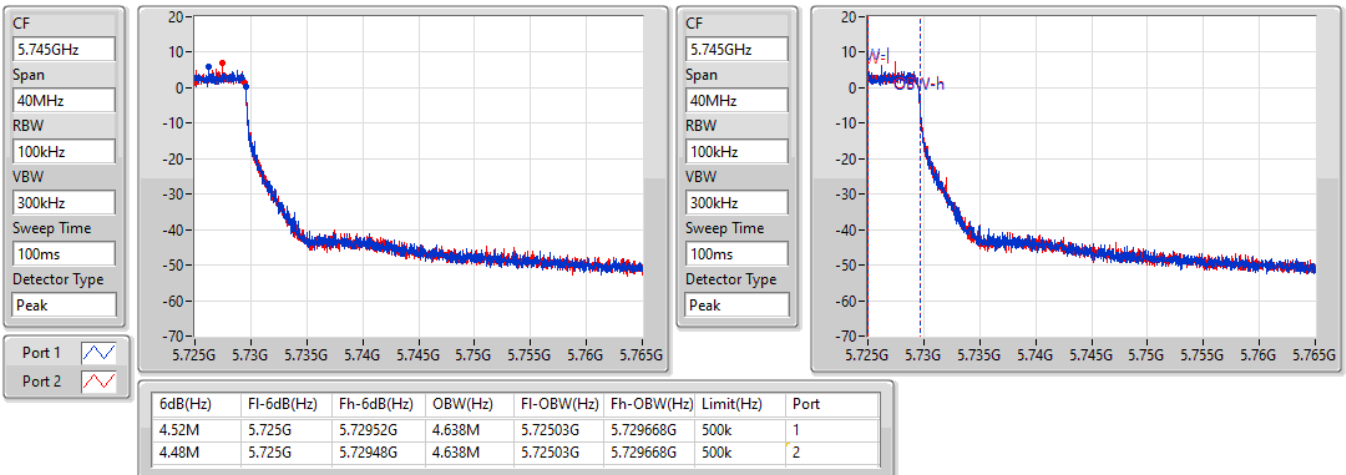 CF
5.745GHz
Span
40MHz
RBW
100kHz
VBW
300kHz
Sweep Time
100ms
Detector Type
Peak
20
10
0
-10
-20
-30
-40
-50
-60
-70
5.725G 5.73G 5.735G 5.74G 5.745G 5.75G 5.755G 5.76G 5.765G
CF
5.745GHz
Span
40MHz
RBW
100kHz
VBW
300kHz
Sweep Time
100ms
Detector Type
Peak
20
10
0
-10
-20
-30
-40
-50
-60
-70
W-l
OBW-h
5.725G 5.73G 5.735G 5.74G 5.745G 5.75G 5.755G 5.76G 5.765G
Port 1
Port 2
6dB(Hz) Fl-6dB(Hz) Fh-6dB(Hz) OBW(Hz) Fl-OBW(Hz) Fh-OBW(Hz) Limit(Hz) Port
4.52M 5.725G 5.72952G 4.638M 5.72503G 5.729668G 500k 1
4.48M 5.725G 5.72948G 4.638M 5.72503G 5.729668G 500k 2